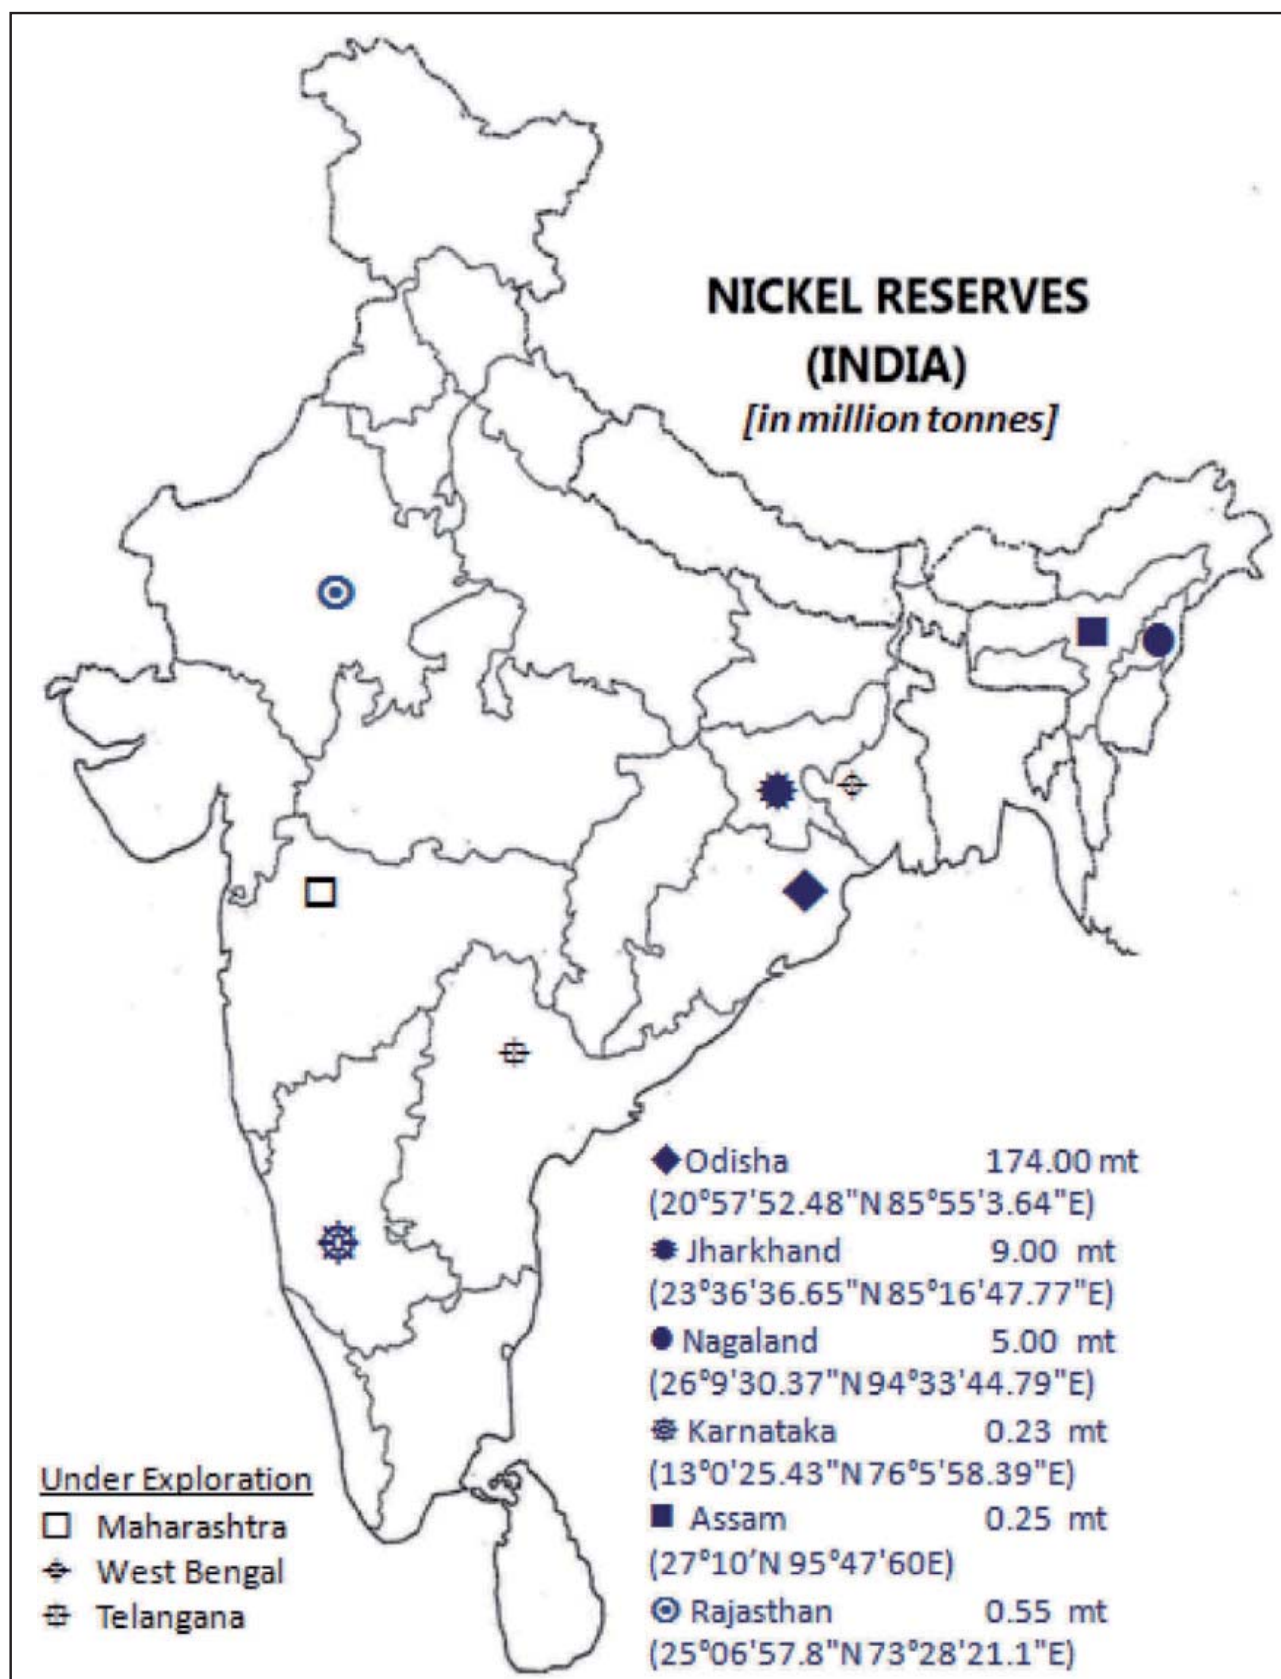 NICKEL RESERVES
(INDIA)
[in million tonnes]
Odisha 174.00 mt
(20°57'52.48"N 85°55'3.64"E)
Jharkhand 9.00 mt
(23°36'36.65"N 85°16'47.77"E)
Nagaland 5.00 mt
(26°9'30.37"N 94°33'44.79"E)
Karnataka 0.23 mt
(13°0'25.43"N 76°5'58.39"E)
Assam 0.25 mt
(27°10’N 95°47'60E)
Rajasthan 0.55 mt
(25°06'57.8"N 73°28'21.1"E)
Under Exploration
Maharashtra
West Bengal
Telangana